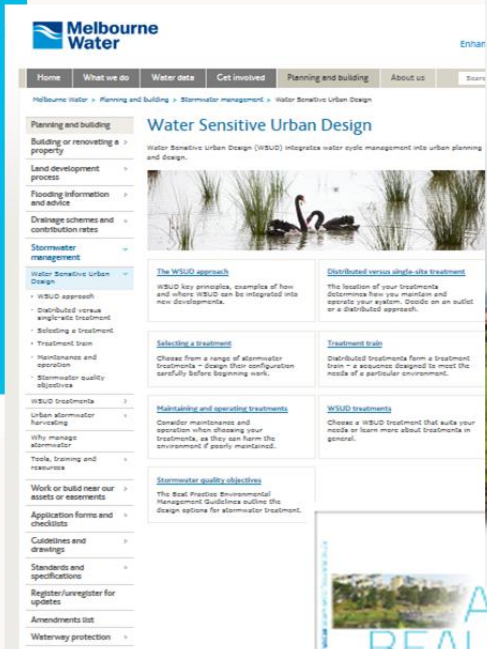 Melbourne
Water
Enhan
Home What we do Water data Get involved Planning and building About us Searc
Melbourne Water > Planning and building > Stormwater management > Water Sensitive Urban Design
Planning and building
Building or renovating a
property
Land development
process
Flooding information
and advice
Drainage schemes and
contribution rates
Stormwater
management
Water Sensitive Urban
Design
WSUD approach
Distributed versus
single-site treatment
Selecting a treatment
Treatment train
Maintenance and
operation
Stormwater quality
objectives
WSUD treatments
Urban stormwater
harvesting
Why manage
stormwater
Tools, training and
resources
Work or build near our
assets or easements
Application forms and
checklists
Guidelines and
drawings
Standards and
specifications
Register/unregister for
updates
Amendments list
Waterway protection
Water Sensitive Urban Design
Water Sensitive Urban Design (WSUD) integrates water cycle management into urban planning
and design.
The WSUD approach
WSUD key principles, examples of how
and where WSUD can be integrated into
new developments.
Distributed versus single-site treatment
The location of your treatments
determines how you maintain and
operate your system. Decide on an outlet
or a distributed approach.
Selecting a treatment
Choose from a range of stormwater
treatments – design their configuration
carefully before beginning work.
Treatment train
Distributed treatments form a treatment
train – a sequence designed to meet the
needs of a particular environment.
Maintaining and operating treatments
Consider maintenance and
operation when choosing your
treatments, as they can harm the
environment if poorly maintained.
WSUD treatments
Choose a WSUD treatment that suits your
needs or learn more about treatments in
general.
Stormwater quality objectives
The Best Practice Environmental
Management Guidelines outline the
design options for stormwater treatment.
A
REAL